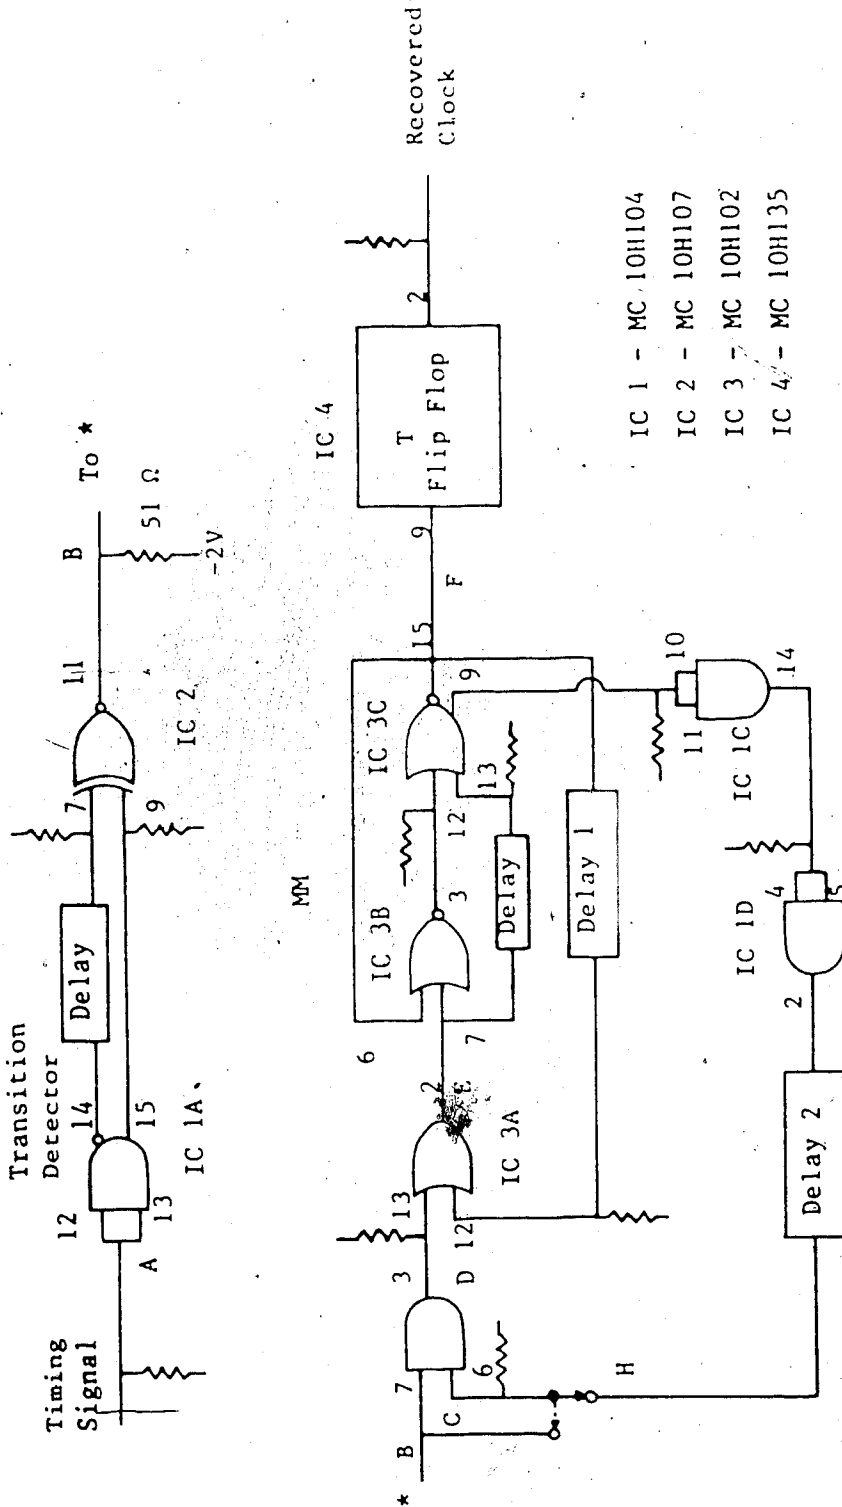 Transition
Detector
Timing
Signal
A
12
13
14
15
IC 1A
Delay
7
9
IC 2
11
B
To *
51 Ω
-2V
MM
*
B
7
C
6
H
3
D
13
12
IC 3A
2
E
6
7
IC 3B
3
Delay
12
13
IC 3C
9
15
F
9
IC 4
T
Flip Flop
2
Recovered
Clock
Delay 1
10
11
IC 1C
14
4
5
IC 1D
2
Delay 2
IC 1 - MC 10H104
IC 2 - MC 10H107
IC 3 - MC 10H102
IC 4 - MC 10H135